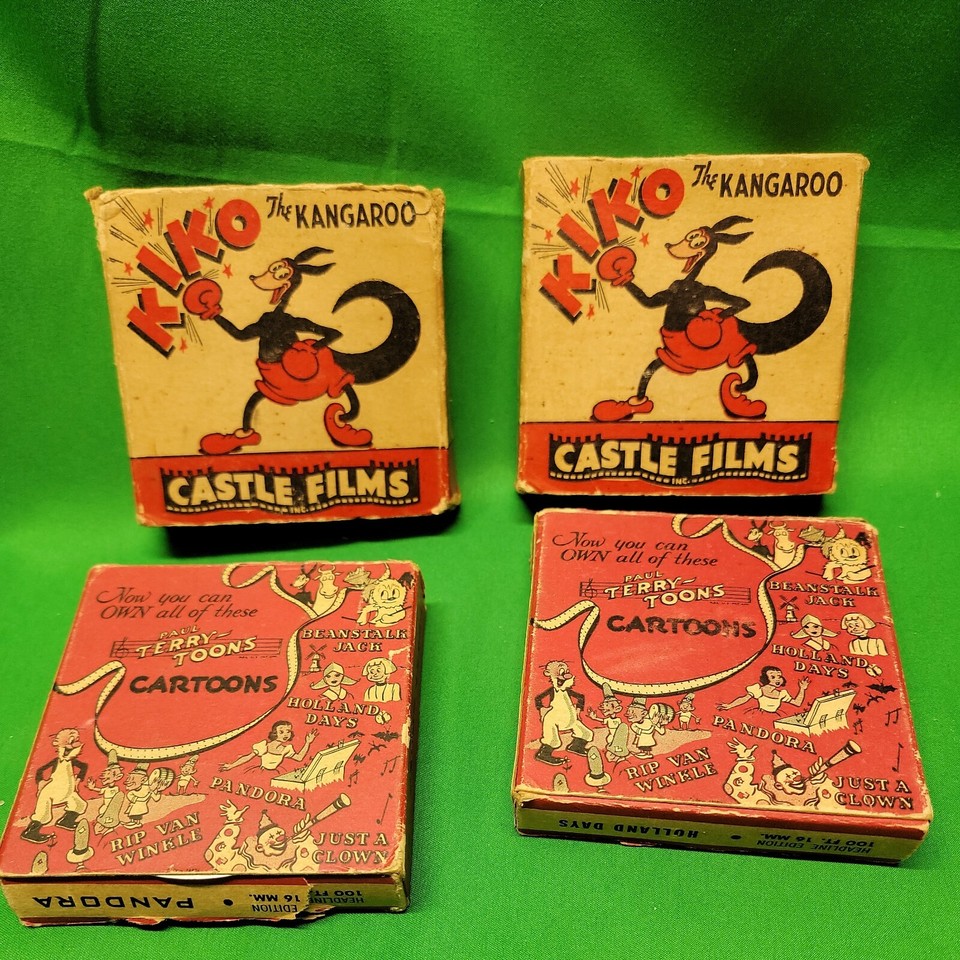 KIKO The KANGAROO
CASTLE FILMS
INC.
KIKO The KANGAROO
CASTLE FILMS
INC.
Now you can
OWN all of these
PAUL
TERRY-
TOONS
CARTOONS
BEANSTALK
JACK
HOLLAND
DAYS
PANDORA
RIP VAN
WINKLE
JUST A
CLOWN
HEADLINE EDITION
100 FT. 16 MM. • PANDORA
Now you can
OWN all of these
PAUL
TERRY-
TOONS
CARTOONS
BEANSTALK
JACK
HOLLAND
DAYS
PANDORA
RIP VAN
WINKLE
JUST A
CLOWN
HEADLINE EDITION
100 FT. 16 MM. • HOLLAND DAYS